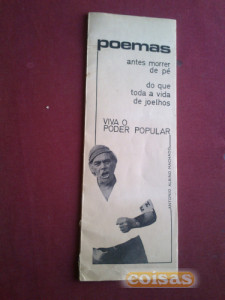 poemas
antes morrer
de pé
do que
toda a vida
de joelhos
VIVA O
PODER POPULAR
coisas